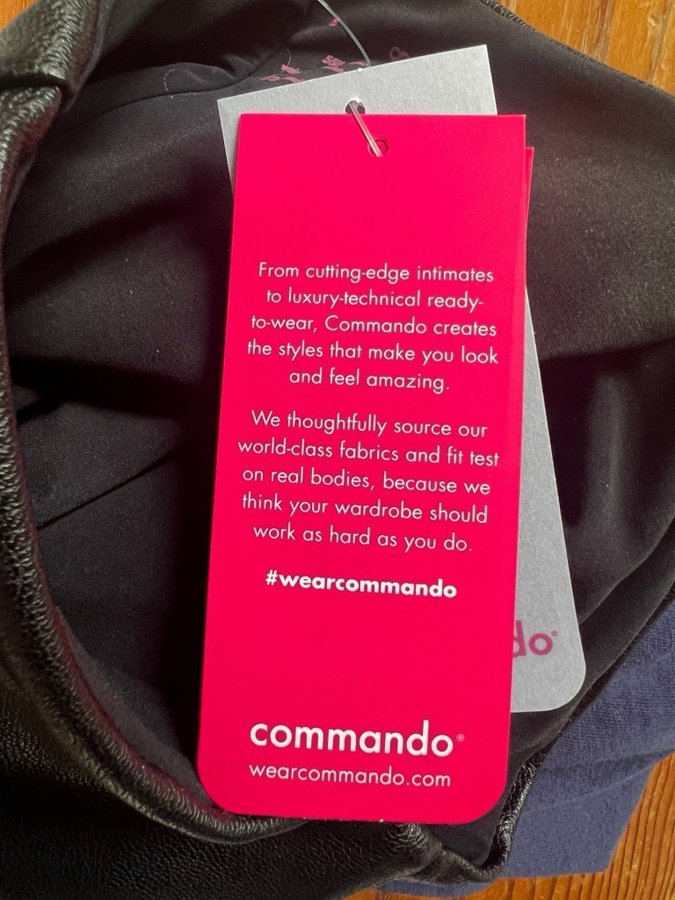 From cutting-edge intimates
to luxury-technical ready-
to-wear, Commando creates
the styles that make you look
and feel amazing.
We thoughtfully source our
world-class fabrics and fit test
on real bodies, because we
think your wardrobe should
work as hard as you do.
#wearcommando
do®
commando®
wearcommando.com